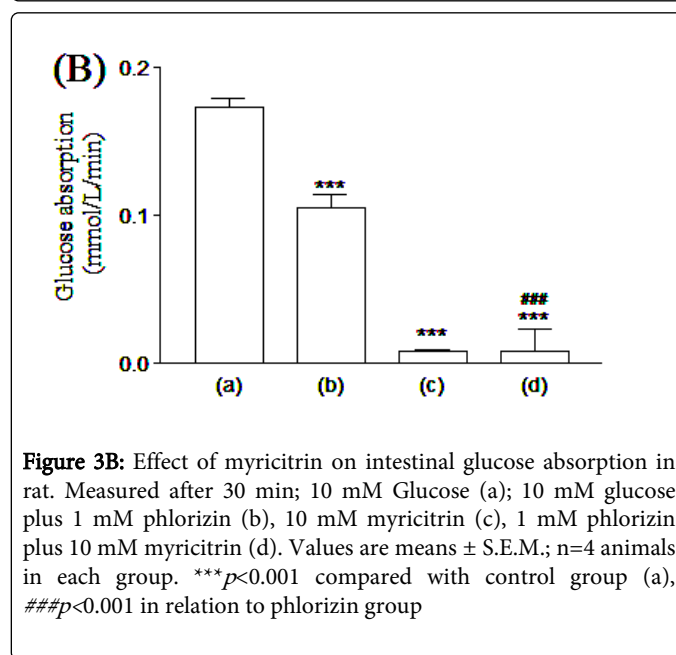 (B)
0.2
0.1
0.0
Glucose absorption
(mmol/L/min)
***
***
###
***
(a)
(b)
(c)
(d)
Figure 3B: Effect of myricitrin on intestinal glucose absorption in
rat. Measured after 30 min; 10 mM Glucose (a); 10 mM glucose
plus 1 mM phlorizin (b), 10 mM myricitrin (c), 1 mM phlorizin
plus 10 mM myricitrin (d). Values are means ± S.E.M.; n=4 animals
in each group. ***p<0.001 compared with control group (a),
###p<0.001 in relation to phlorizin group